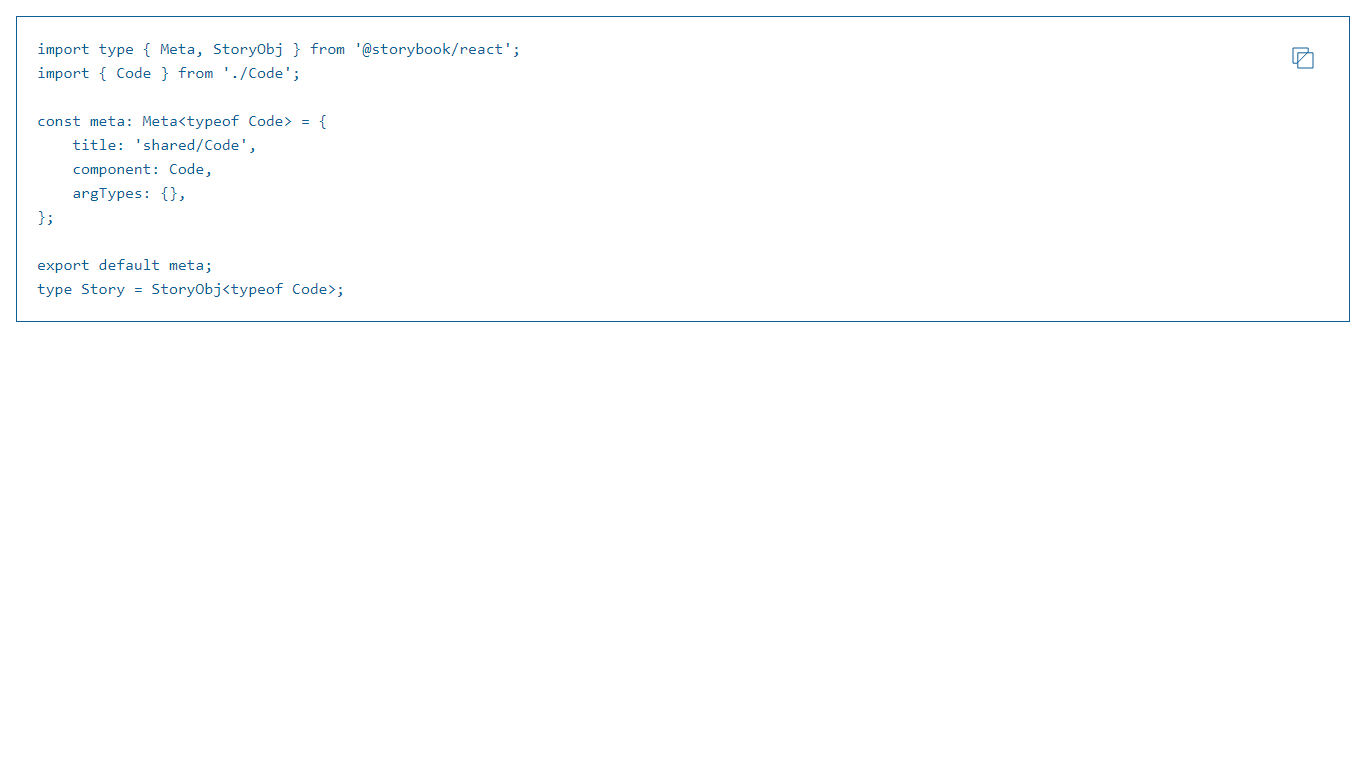 import type { Meta, StoryObj } from '@storybook/react';
import { Code } from './Code';

const meta: Meta<typeof Code> = {
    title: 'shared/Code',
    component: Code,
    argTypes: {},
};

export default meta;
type Story = StoryObj<typeof Code>;